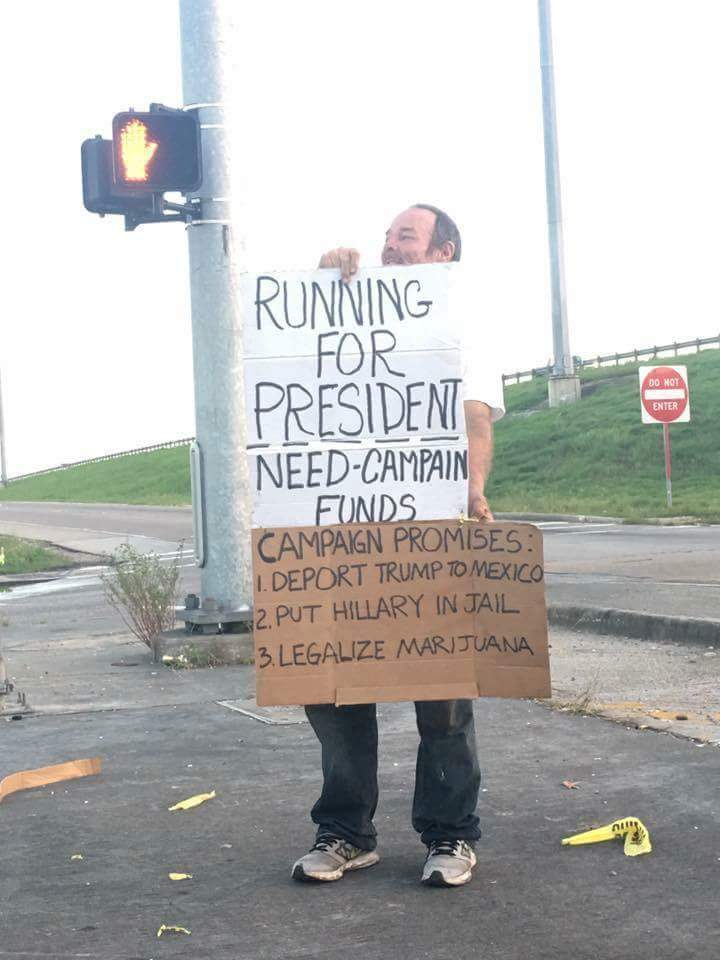 RUNNING
FOR
PRESIDENT
NEED-CAMPAIN
FUNDS
CAMPAIGN PROMISES:
1. DEPORT TRUMP TO MEXICO
2. PUT HILLARY IN JAIL
3. LEGALIZE MARIJUANA
DO NOT
ENTER